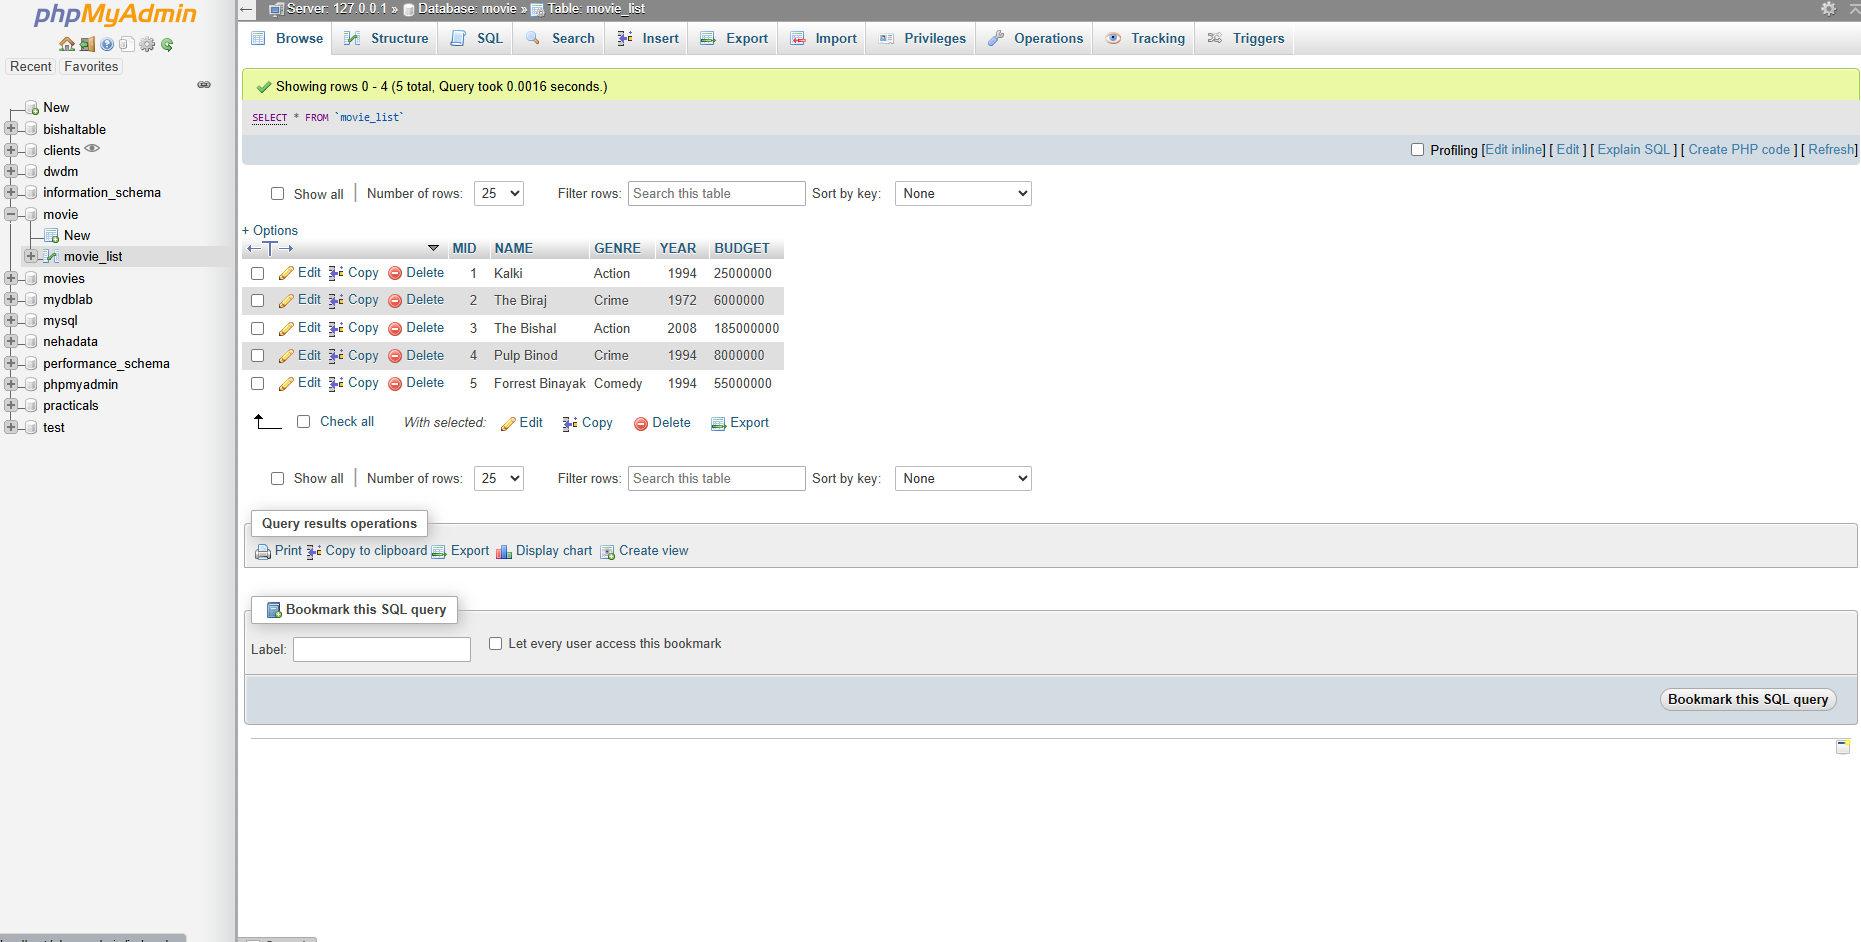 phpMyAdmin
Recent Favorites
New
bishaltable
clients
dwdm
information_schema
movie
New
movie_list
movies
mydblab
mysql
nehadata
performance_schema
phpmyadmin
practicals
test
Server: 127.0.0.1 » Database: movie » Table: movie_list
Browse Structure SQL Search Insert Export Import Privileges Operations Tracking Triggers
Showing rows 0 - 4 (5 total, Query took 0.0016 seconds.)
SELECT * FROM `movie_list`
Profiling [Edit inline] [ Edit ] [ Explain SQL ] [ Create PHP code ] [ Refresh]
Show all | Number of rows: 25 Filter rows: Search this table Sort by key: None
+ Options
←T→ MID NAME GENRE YEAR BUDGET
Edit Copy Delete 1 Kalki Action 1994 25000000
Edit Copy Delete 2 The Biraj Crime 1972 6000000
Edit Copy Delete 3 The Bishal Action 2008 185000000
Edit Copy Delete 4 Pulp Binod Crime 1994 8000000
Edit Copy Delete 5 Forrest Binayak Comedy 1994 55000000
Check all With selected: Edit Copy Delete Export
Show all | Number of rows: 25 Filter rows: Search this table Sort by key: None
Query results operations
Print Copy to clipboard Export Display chart Create view
Bookmark this SQL query
Label: Let every user access this bookmark
Bookmark this SQL query